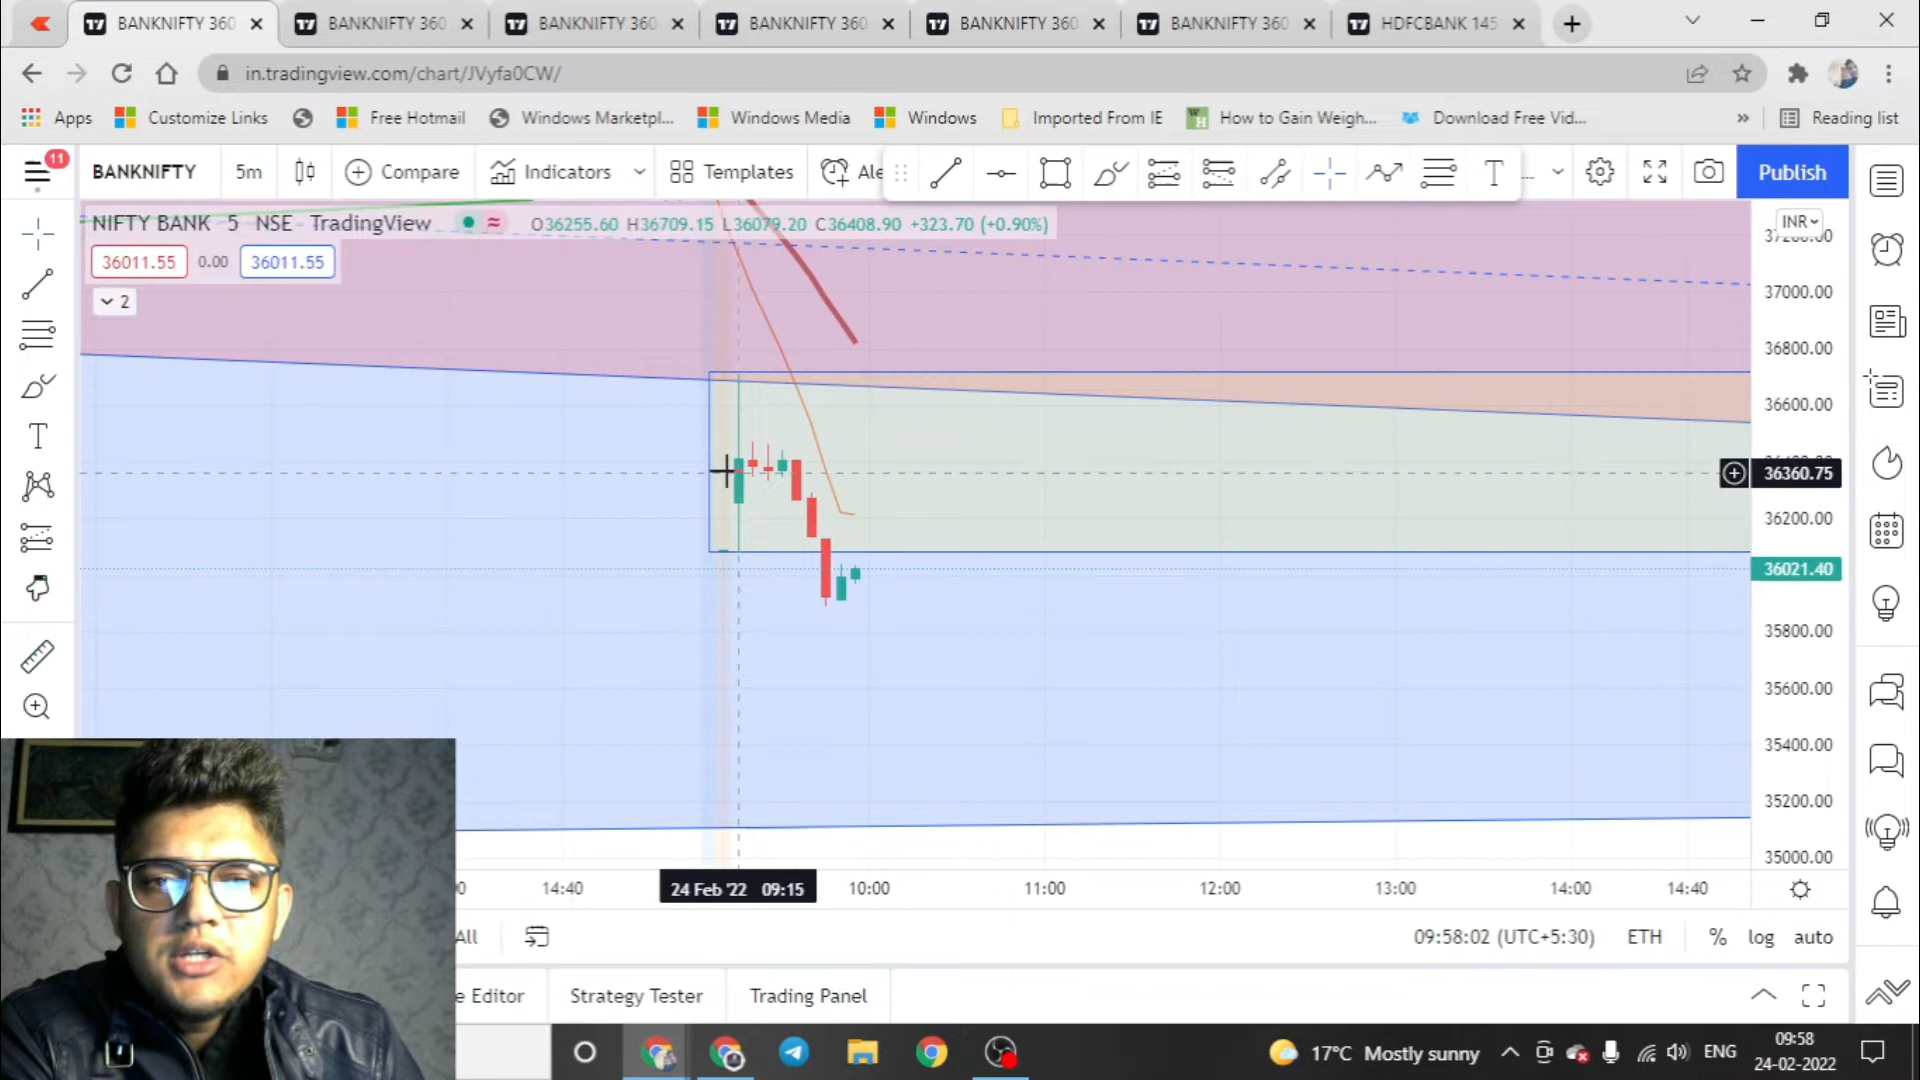 BANKNIFTY 360
BANKNIFTY 360
BANKNIFTY 360
BANKNIFTY 360
BANKNIFTY 360
BANKNIFTY 360
HDFCBANK 145
in.tradingview.com/chart/JVyfa0CW/
Apps Customize Links Free Hotmail Windows Marketpl... Windows Media Windows Imported From IE How to Gain Weigh... Download Free Vid... » Reading list
11
BANKNIFTY 5m Compare Indicators Templates Ale T ... Publish
NIFTY BANK 5 NSE TradingView O36255.60 H36709.15 L36079.20 C36408.90 +323.70 (+0.90%)
INR
36011.55 0.00 36011.55
2
37000.00
36800.00
36600.00
36360.75
36200.00
36021.40
35800.00
35600.00
35400.00
35200.00
35000.00
14:40 24 Feb '22 09:15 10:00 11:00 12:00 13:00 14:00 14:40
All 09:58:02 (UTC+5:30) ETH % log auto
e Editor Strategy Tester Trading Panel
17°C Mostly sunny ENG 09:58
24-02-2022